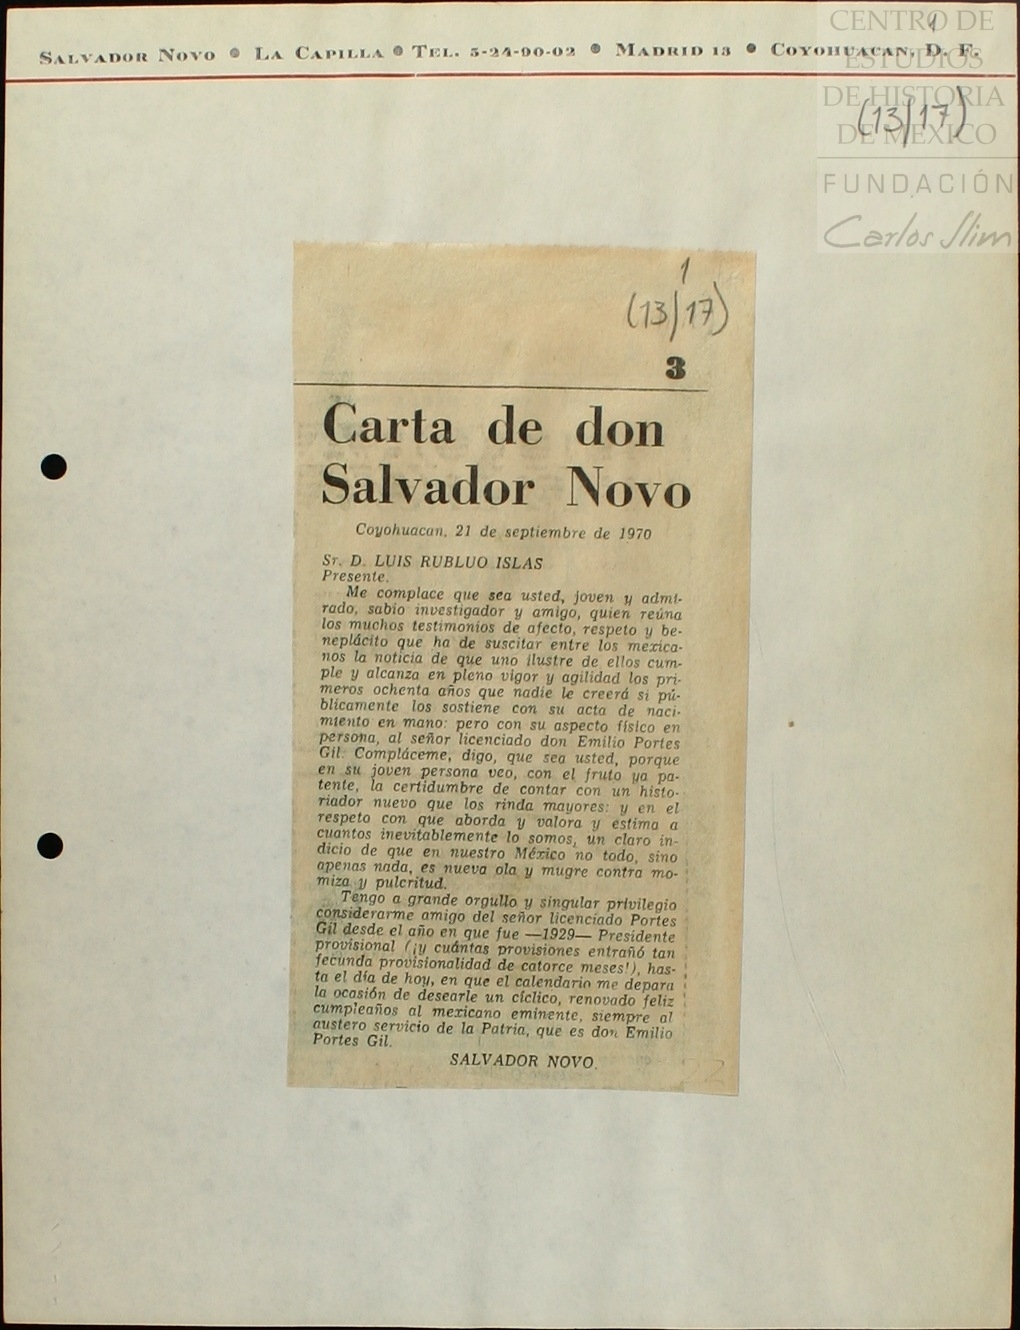 SALVADOR NOVO ● LA CAPILLA ● TEL. 5-24-90-02 ● MADRID 13 ● COYOHUACAN, D. F.
1
(13/17)
CENTRO DE
ESTUDIOS
DE HISTORIA
DE MÉXICO
FUNDACIÓN
Carlos Slim
1
(13/17)
3
Carta de don
Salvador Novo
Coyohuacan, 21 de septiembre de 1970
Sr. D. LUIS RUBLUO ISLAS
Presente.
Me complace que sea usted, joven y admi-
rado, sabio investigador y amigo, quien reúna
los muchos testimonios de afecto, respeto y be-
neplácito que ha de suscitar entre los mexica-
nos la noticia de que uno ilustre de ellos cum-
ple y alcanza en pleno vigor y agilidad los pri-
meros ochenta años que nadie le creerá si pú-
blicamente los sostiene con su acta de naci-
miento en mano: pero con su aspecto físico en
persona, al señor licenciado don Emilio Portes
Gil. Compláceme, digo, que sea usted, porque
en su joven persona veo, con el fruto ya pa-
tente, la certidumbre de contar con un histo-
riador nuevo que los rinda mayores: y en el
respeto con que aborda y valora y estima a
cuantos inevitablemente lo somos, un claro in-
dicio de que en nuestro México no todo, sino
apenas nada, es nueva ola y mugre contra mo-
miza y pulcritud.
Tengo a grande orgullo y singular privilegio
considerarme amigo del señor licenciado Portes
Gil desde el año en que fue —1929— Presidente
provisional (¡y cuántas provisiones entrañó tan
fecunda provisionalidad de catorce meses!), has-
ta el día de hoy, en que el calendario me depara
la ocasión de desearle un cíclico, renovado feliz
cumpleaños al mexicano eminente, siempre al
austero servicio de la Patria, que es don Emilio
Portes Gil.
SALVADOR NOVO.
22